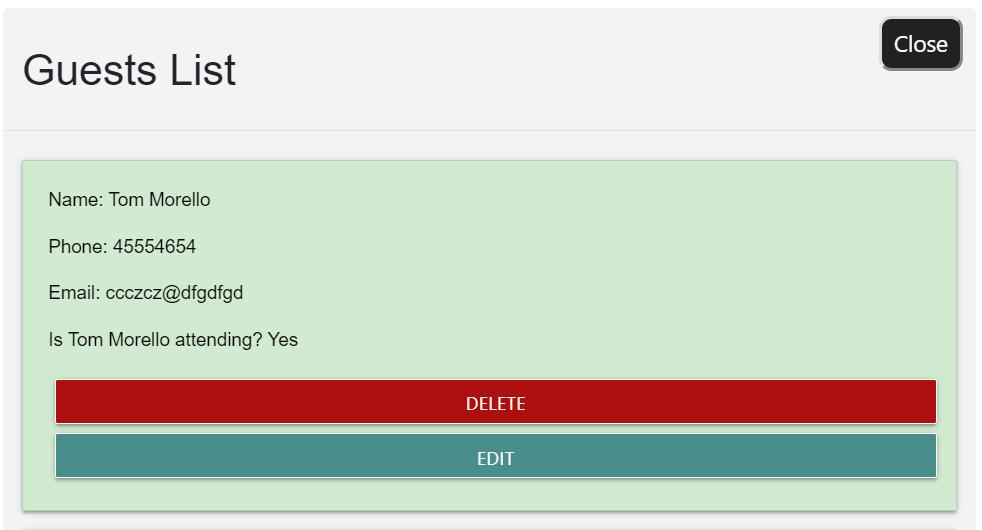 Close
Guests List
Name: Tom Morello
Phone: 45554654
Email: ccczcz@dfgdfgd
Is Tom Morello attending? Yes
DELETE
EDIT